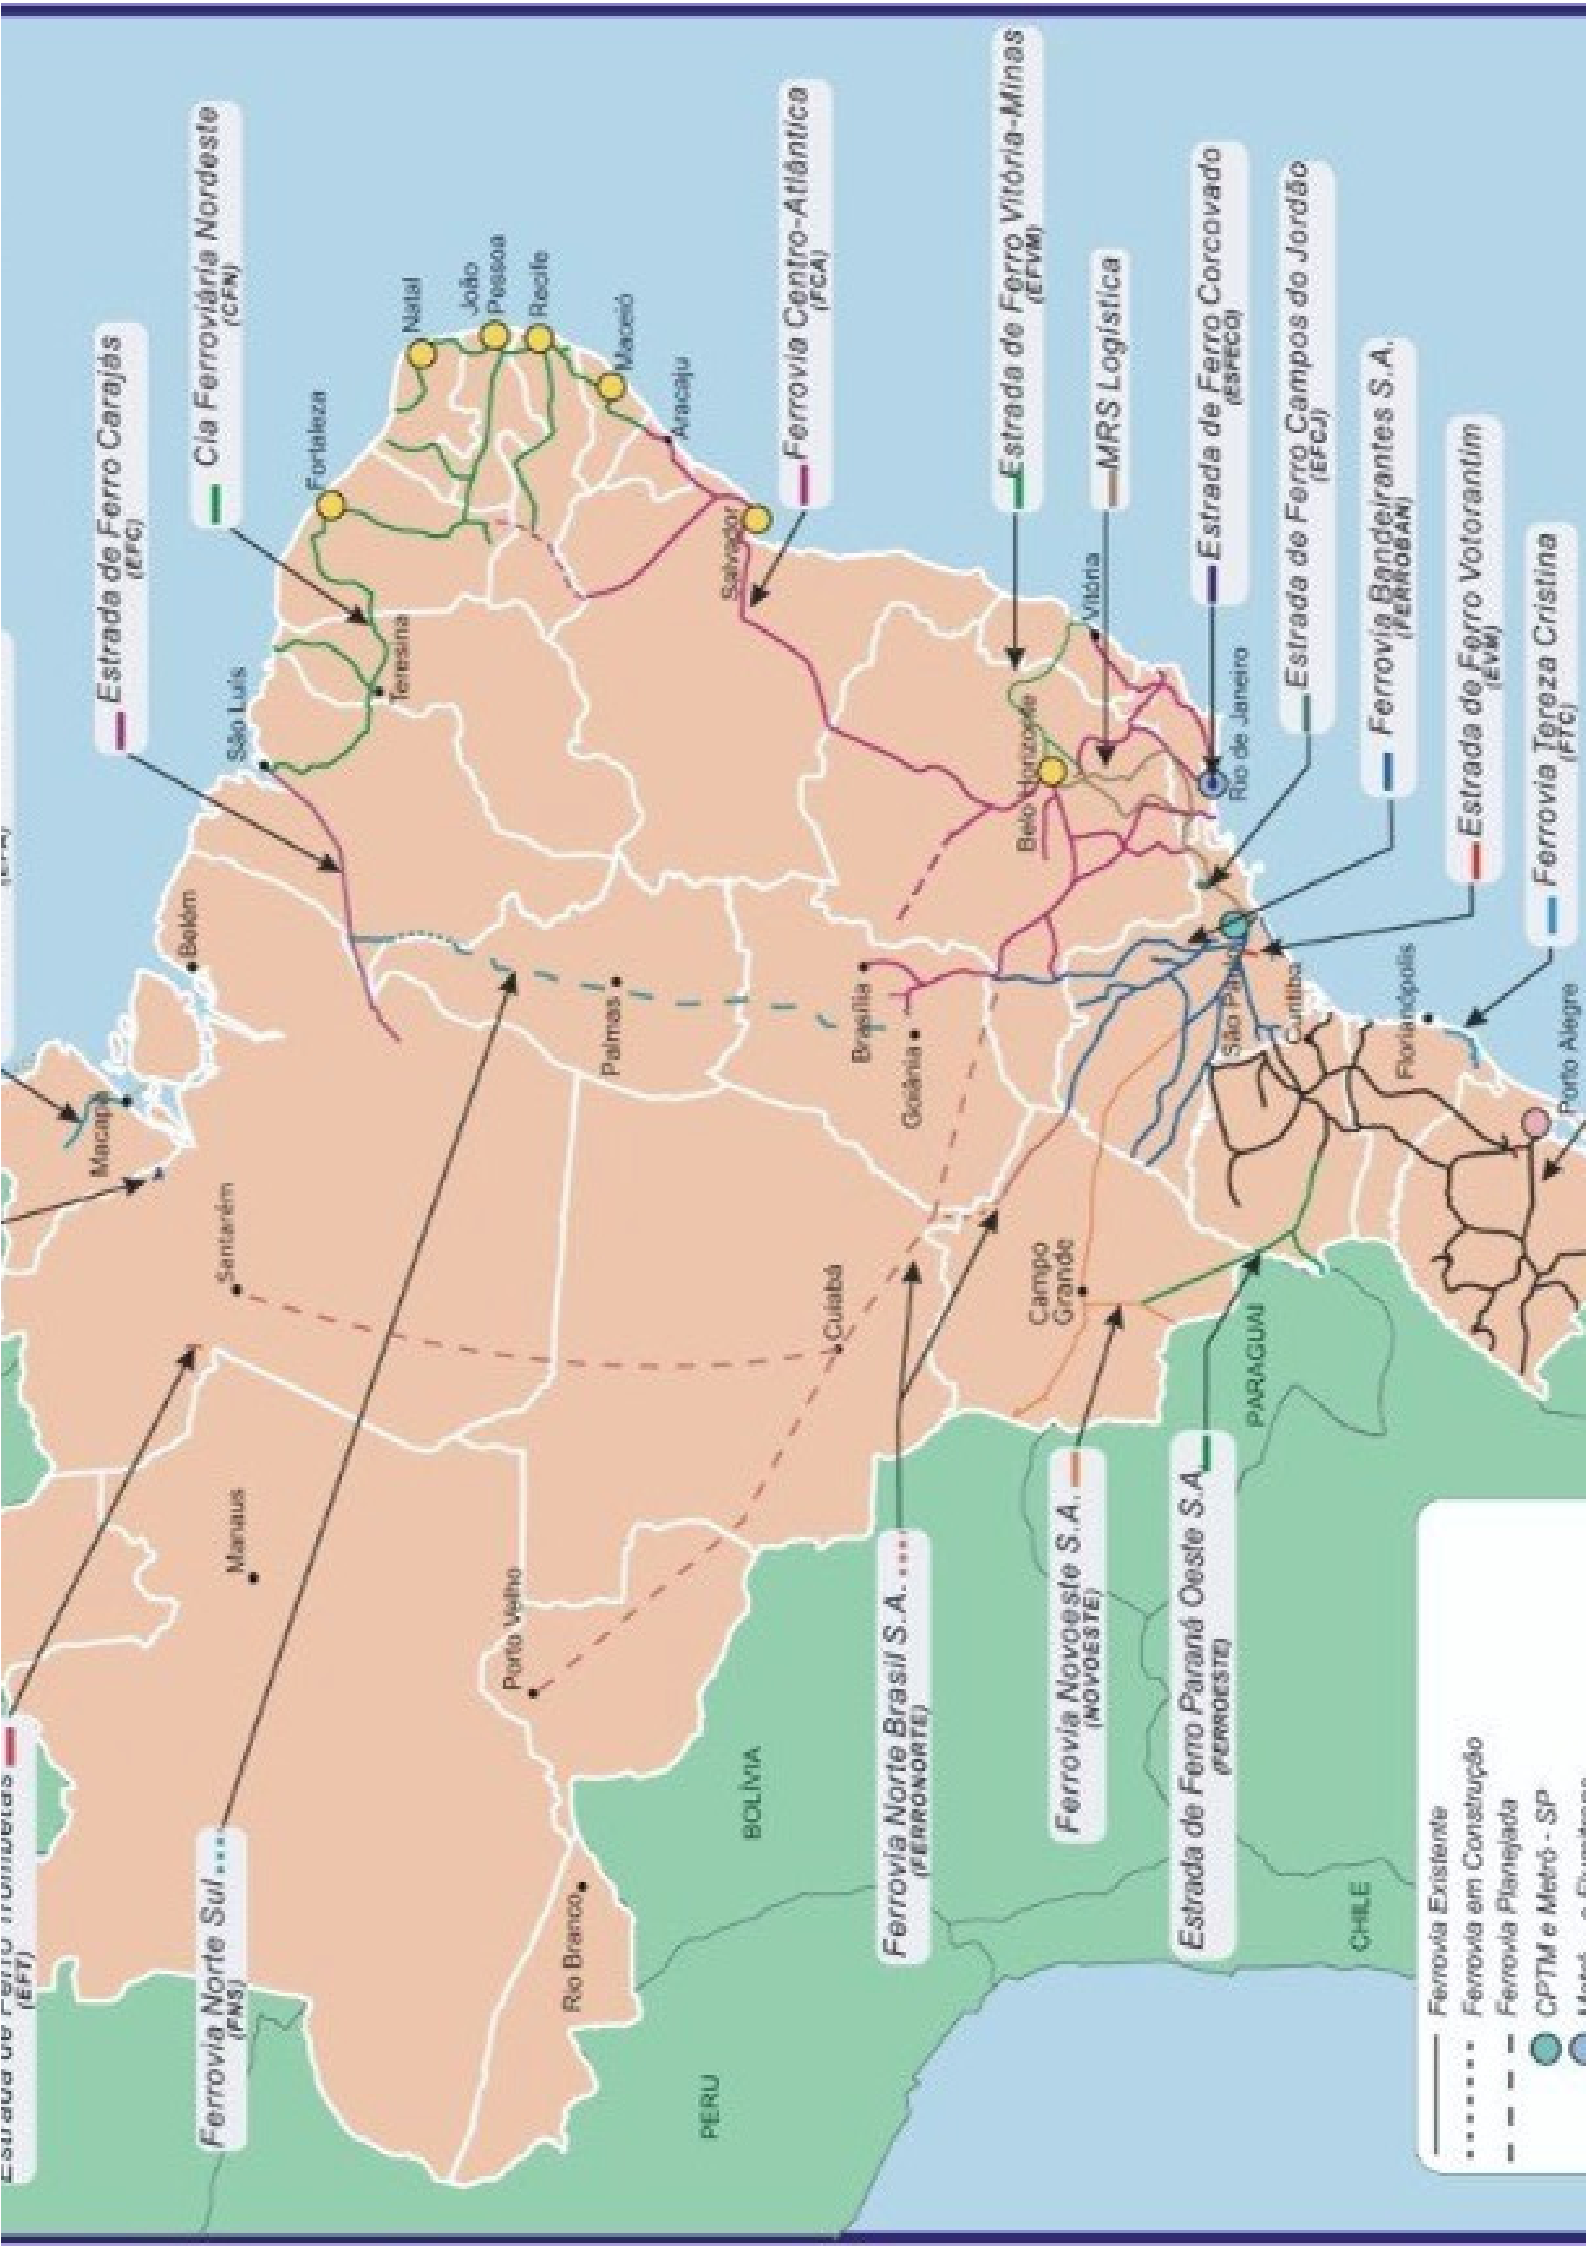 Estrada de Ferro Trombetas
(EFT)
Ferrovia Norte Sul
(FNS)
Estrada de Ferro Carajás
(EFC)
Cia Ferroviária Nordeste
(CFN)
Macapá
Belém
São Luís
Santarém
Manaus
Fortaleza
Teresina
Natal
João
Pessoa
Recife
Maceió
Aracaju
Porto Velho
Rio Branco
Palmas
Salvador
Ferrovia Centro-Atlântica
(FCA)
PERU
BOLÍVIA
Cuiabá
Brasília
Goiânia
Ferrovia Norte Brasil S.A.
(FERRONORTE)
Estrada de Ferro Vitória-Minas
(EFVM)
Belo Horizonte
Vitória
MRS Logística
Campo
Grande
Ferrovia Novoeste S.A.
(NOVOESTE)
Estrada de Ferro Paraná Oeste S.A.
(FERROESTE)
Rio de Janeiro
Estrada de Ferro Corcovado
(ESFECO)
São Paulo
Estrada de Ferro Campos do Jordão
(EFCJ)
PARAGUAI
Curitiba
Ferrovia Bandeirantes S.A.
(FERROBAN)
CHILE
Florianópolis
Estrada de Ferro Votorantim
(EVM)
Ferrovia Tereza Cristina
(FTC)
Porto Alegre
Ferrovia Existente
Ferrovia em Construção
Ferrovia Planejada
CPTM e Metrô - SP